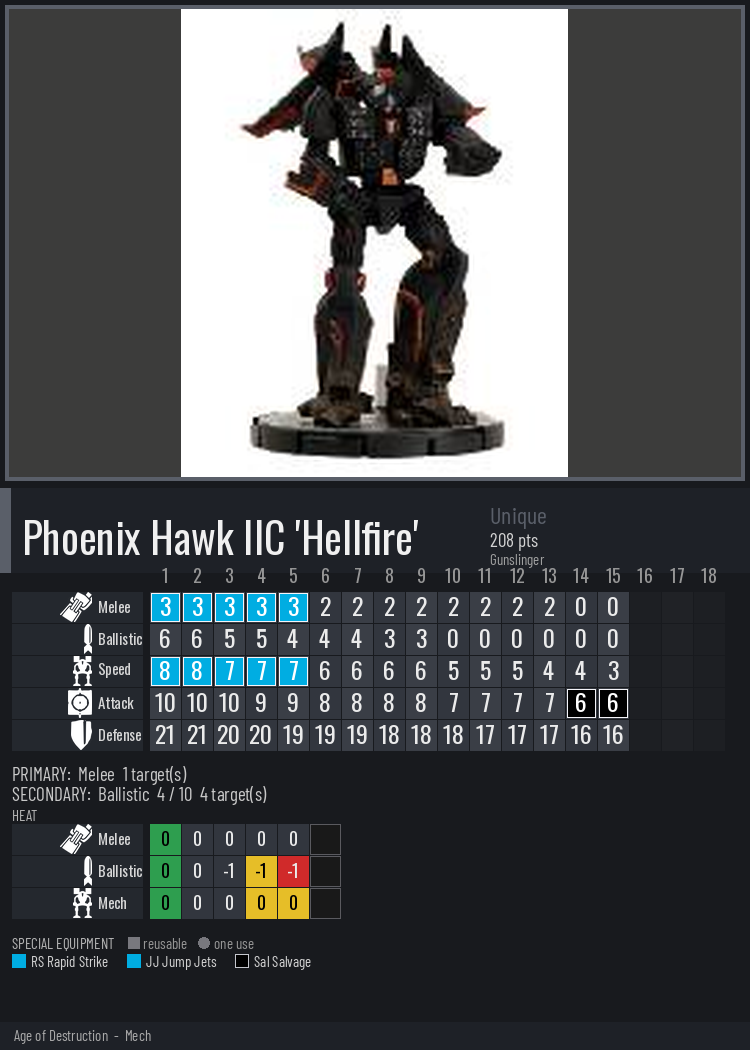 Phoenix Hawk IIC 'Hellfire'
Unique
208 pts
Gunslinger
1 2 3 4 5 6 7 8 9 10 11 12 13 14 15 16 17 18
Melee 3 3 3 3 3 2 2 2 2 2 2 2 2 0 0
Ballistic 6 6 5 5 4 4 4 3 3 0 0 0 0 0 0
Speed 8 8 7 7 7 6 6 6 6 5 5 5 4 4 3
Attack 10 10 10 9 9 8 8 8 8 7 7 7 7 6 6
Defense 21 21 20 20 19 19 19 18 18 18 17 17 17 16 16
PRIMARY: Melee 1 target(s)
SECONDARY: Ballistic 4 / 10 4 target(s)
HEAT
Melee 0 0 0 0 0
Ballistic 0 0 -1 -1 -1
Mech 0 0 0 0 0
SPECIAL EQUIPMENT reusable one use
RS Rapid Strike JJ Jump Jets Sal Salvage
Age of Destruction - Mech